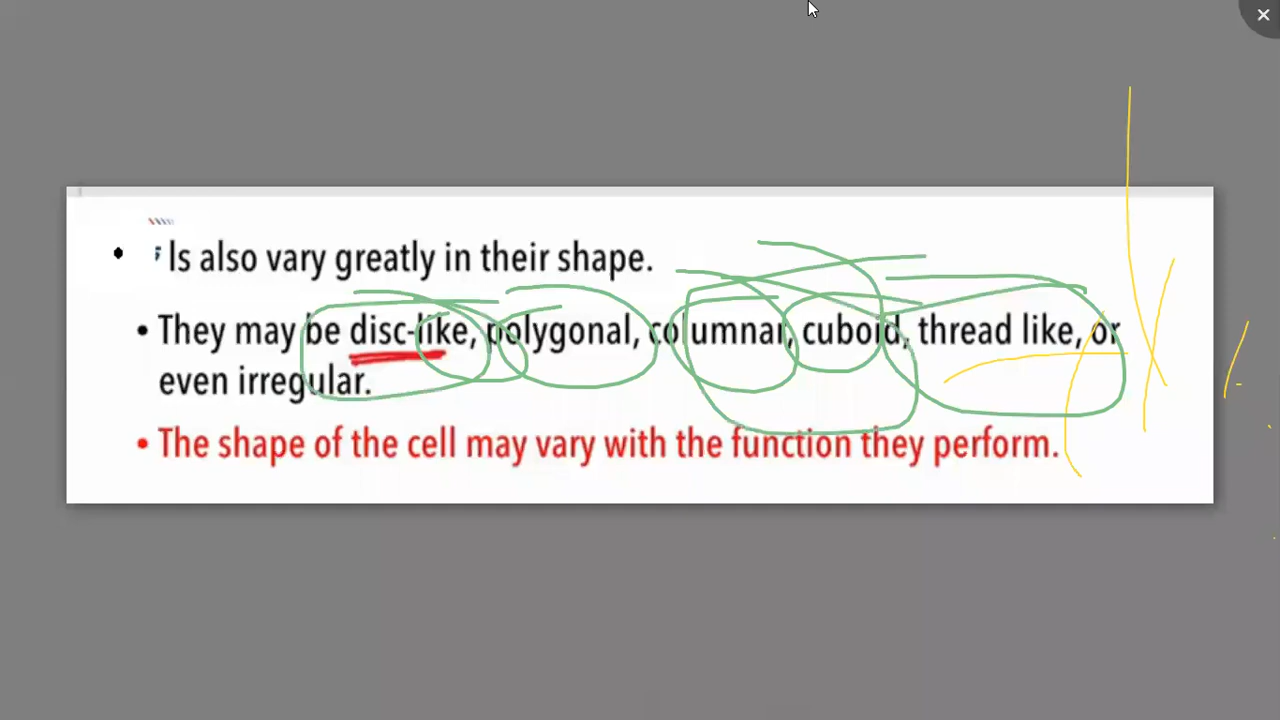 • ls also vary greatly in their shape.
• They may be disc-like, polygonal, columnar, cuboid, thread like, or
even irregular.
• The shape of the cell may vary with the function they perform.